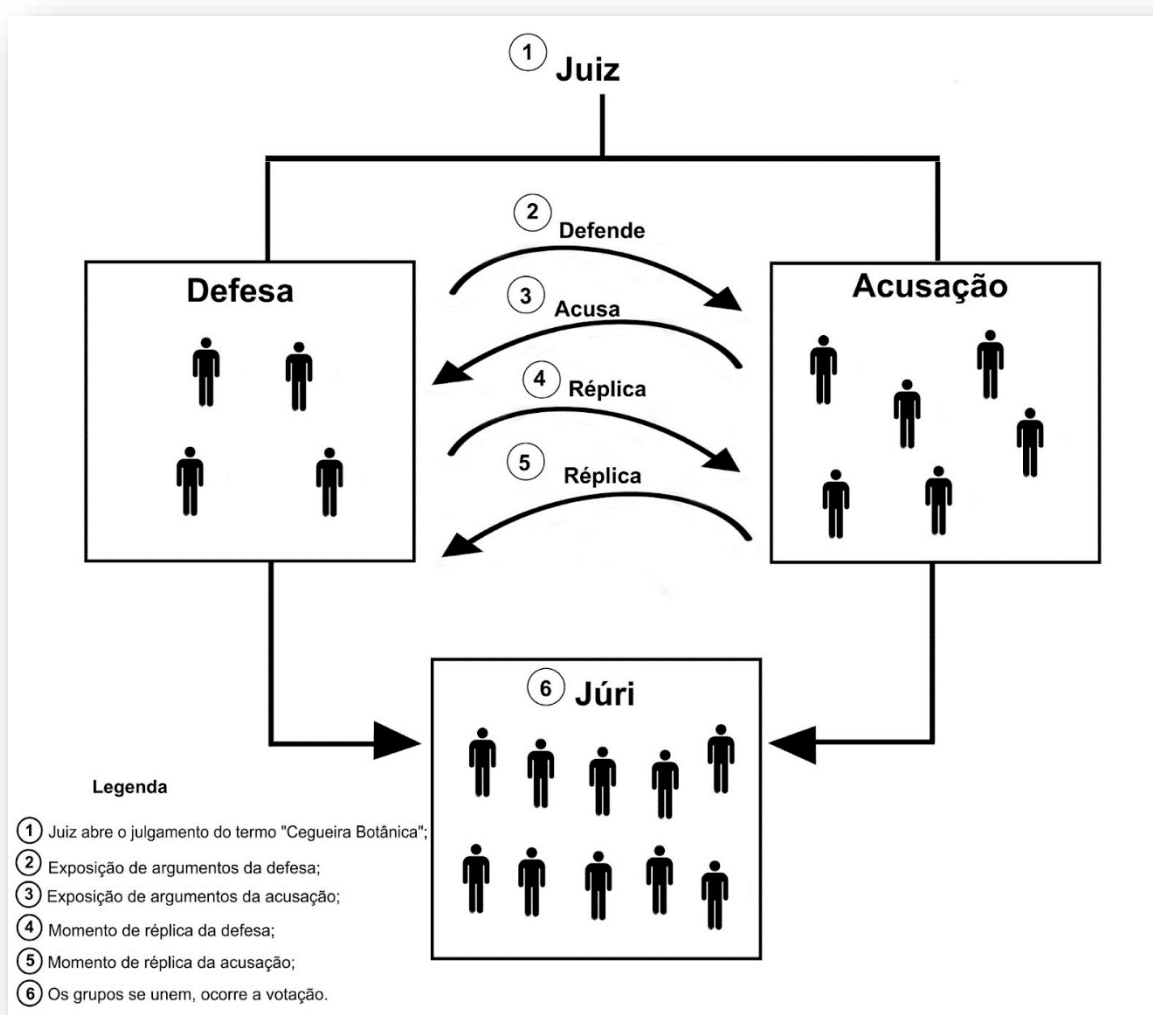 1 Juiz
2 Defende
Defesa
Acusação
3 Acusa
4 Réplica
5 Réplica
6 Júri
Legenda
1 Juiz abre o julgamento do termo "Cegueira Botânica";
2 Exposição de argumentos da defesa;
3 Exposição de argumentos da acusação;
4 Momento de réplica da defesa;
5 Momento de réplica da acusação;
6 Os grupos se unem, ocorre a votação.